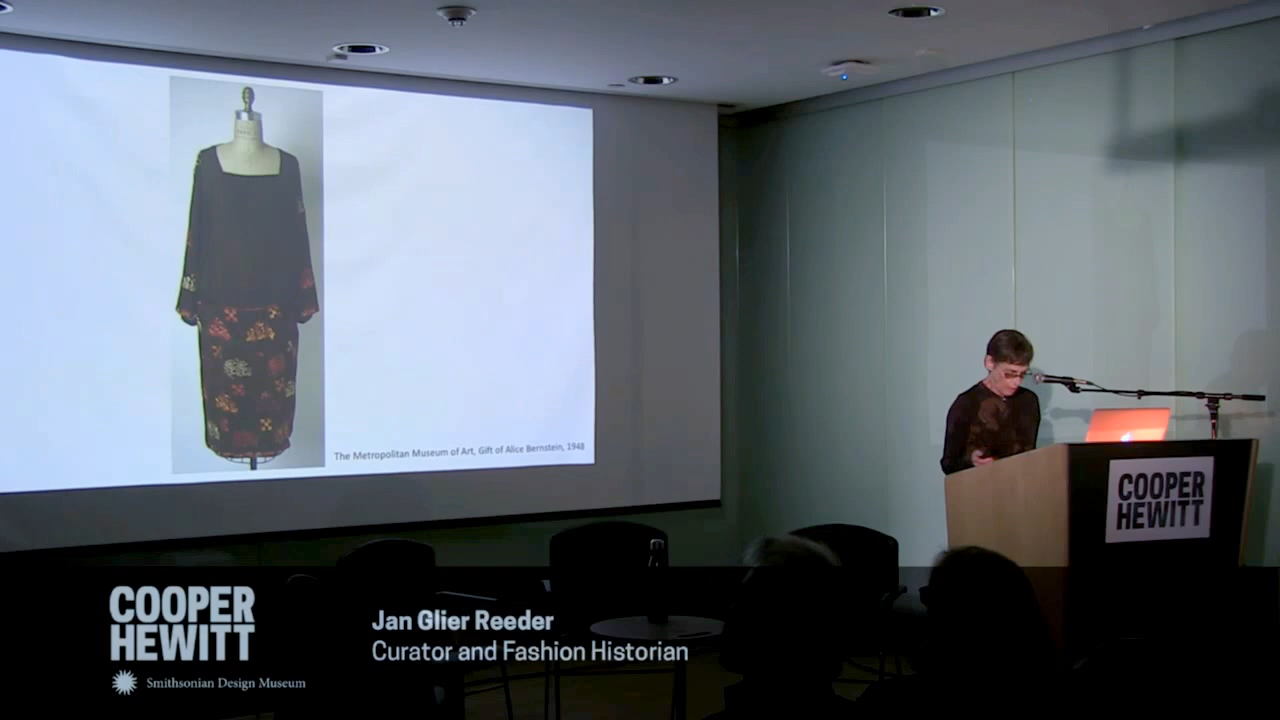 The Metropolitan Museum of Art, Gift of Alice Bernstein, 1948
COOPER
HEWITT
COOPER
HEWITT
Smithsonian Design Museum
Jan Glier Reeder
Curator and Fashion Historian